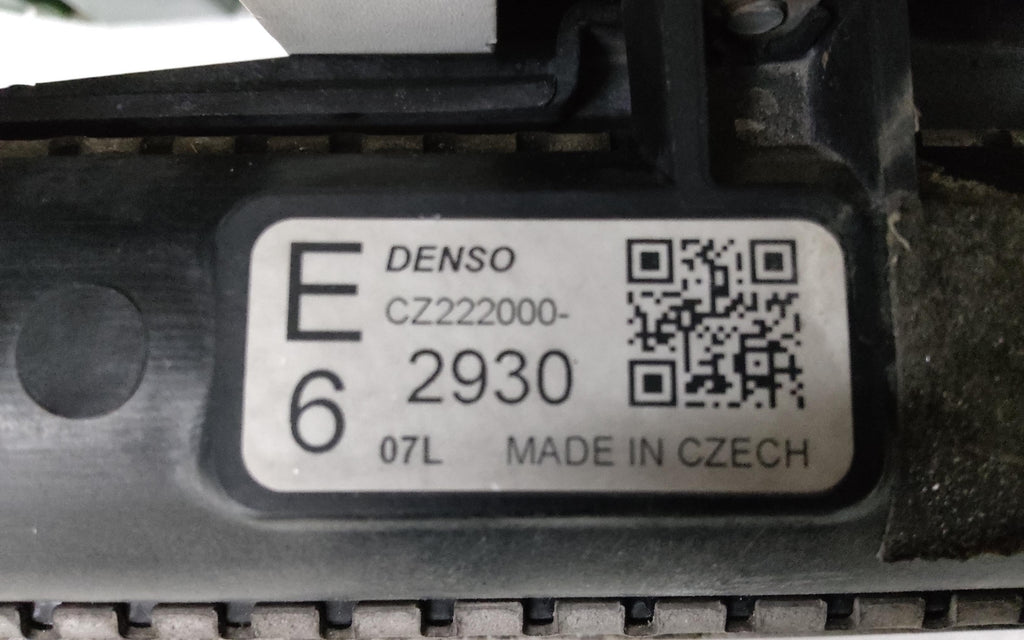 E
DENSO
CZ222000-
2930
6
07L MADE IN CZECH